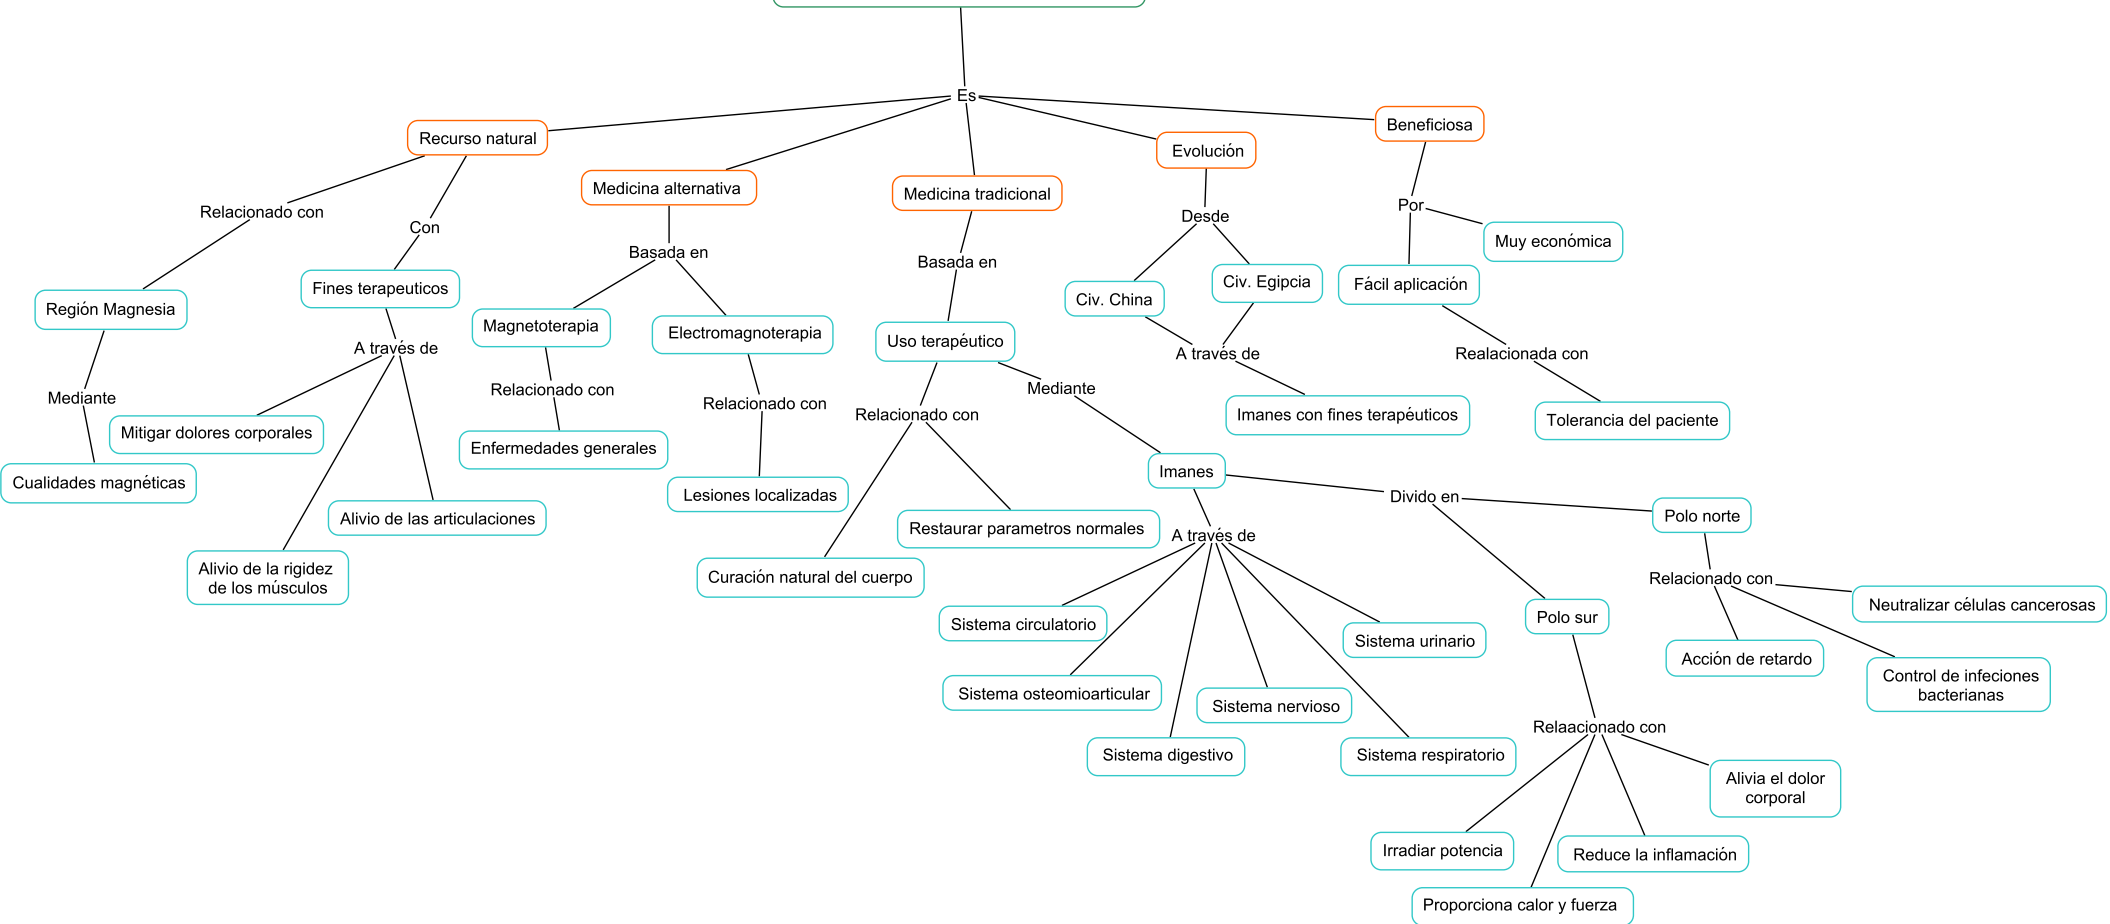 Es
Recurso natural
Medicina alternativa
Medicina tradicional
Evolución
Beneficiosa
Relacionado con
Con
Basada en
Basada en
Desde
Por
Muy económica
Región Magnesia
Fines terapeuticos
Magnetoterapia
Electromagnoterapia
Uso terapéutico
Civ. China
Civ. Egipcia
Fácil aplicación
Mediante
A través de
Relacionado con
Relacionado con
Relacionado con
Mediante
A través de
Realacionada con
Cualidades magnéticas
Mitigar dolores corporales
Alivio de la rigidez
de los músculos
Alivio de las articulaciones
Enfermedades generales
Lesiones localizadas
Curación natural del cuerpo
Restaurar parametros normales
Imanes
Imanes con fines terapéuticos
Tolerancia del paciente
A través de
Divido en
Polo norte
Polo sur
Sistema circulatorio
Sistema osteomioarticular
Sistema digestivo
Sistema nervioso
Sistema respiratorio
Sistema urinario
Relacionado con
Neutralizar células cancerosas
Acción de retardo
Control de infeciones
bacterianas
Relaacionado con
Irradiar potencia
Proporciona calor y fuerza
Reduce la inflamación
Alivia el dolor
corporal